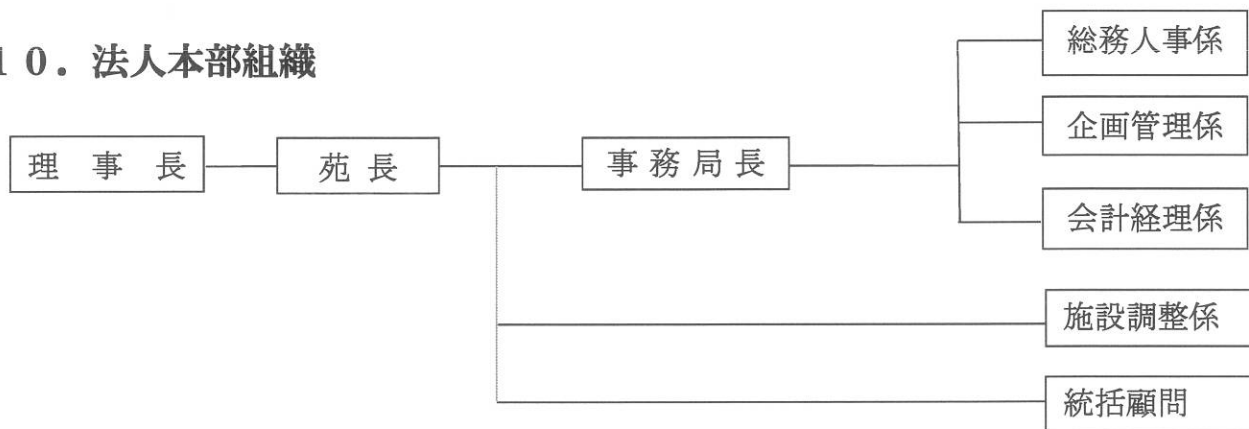 １０．法人本部組織
総務人事係
企画管理係
理 事 長
苑 長
事 務 局 長
会計経理係
施設調整係
統括顧問